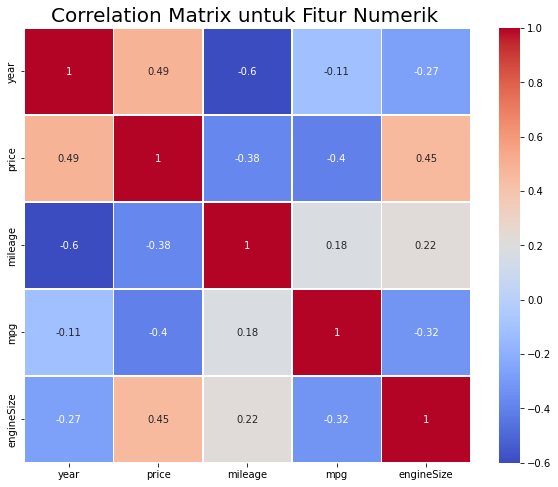 Correlation Matrix untuk Fitur Numerik
year 1 0.49 -0.6 -0.11 -0.27
price 0.49 1 -0.38 -0.4 0.45
mileage -0.6 -0.38 1 0.18 0.22
mpg -0.11 -0.4 0.18 1 -0.32
engineSize -0.27 0.45 0.22 -0.32 1
year price mileage mpg engineSize
1.0
0.8
0.6
0.4
0.2
0.0
-0.2
-0.4
-0.6